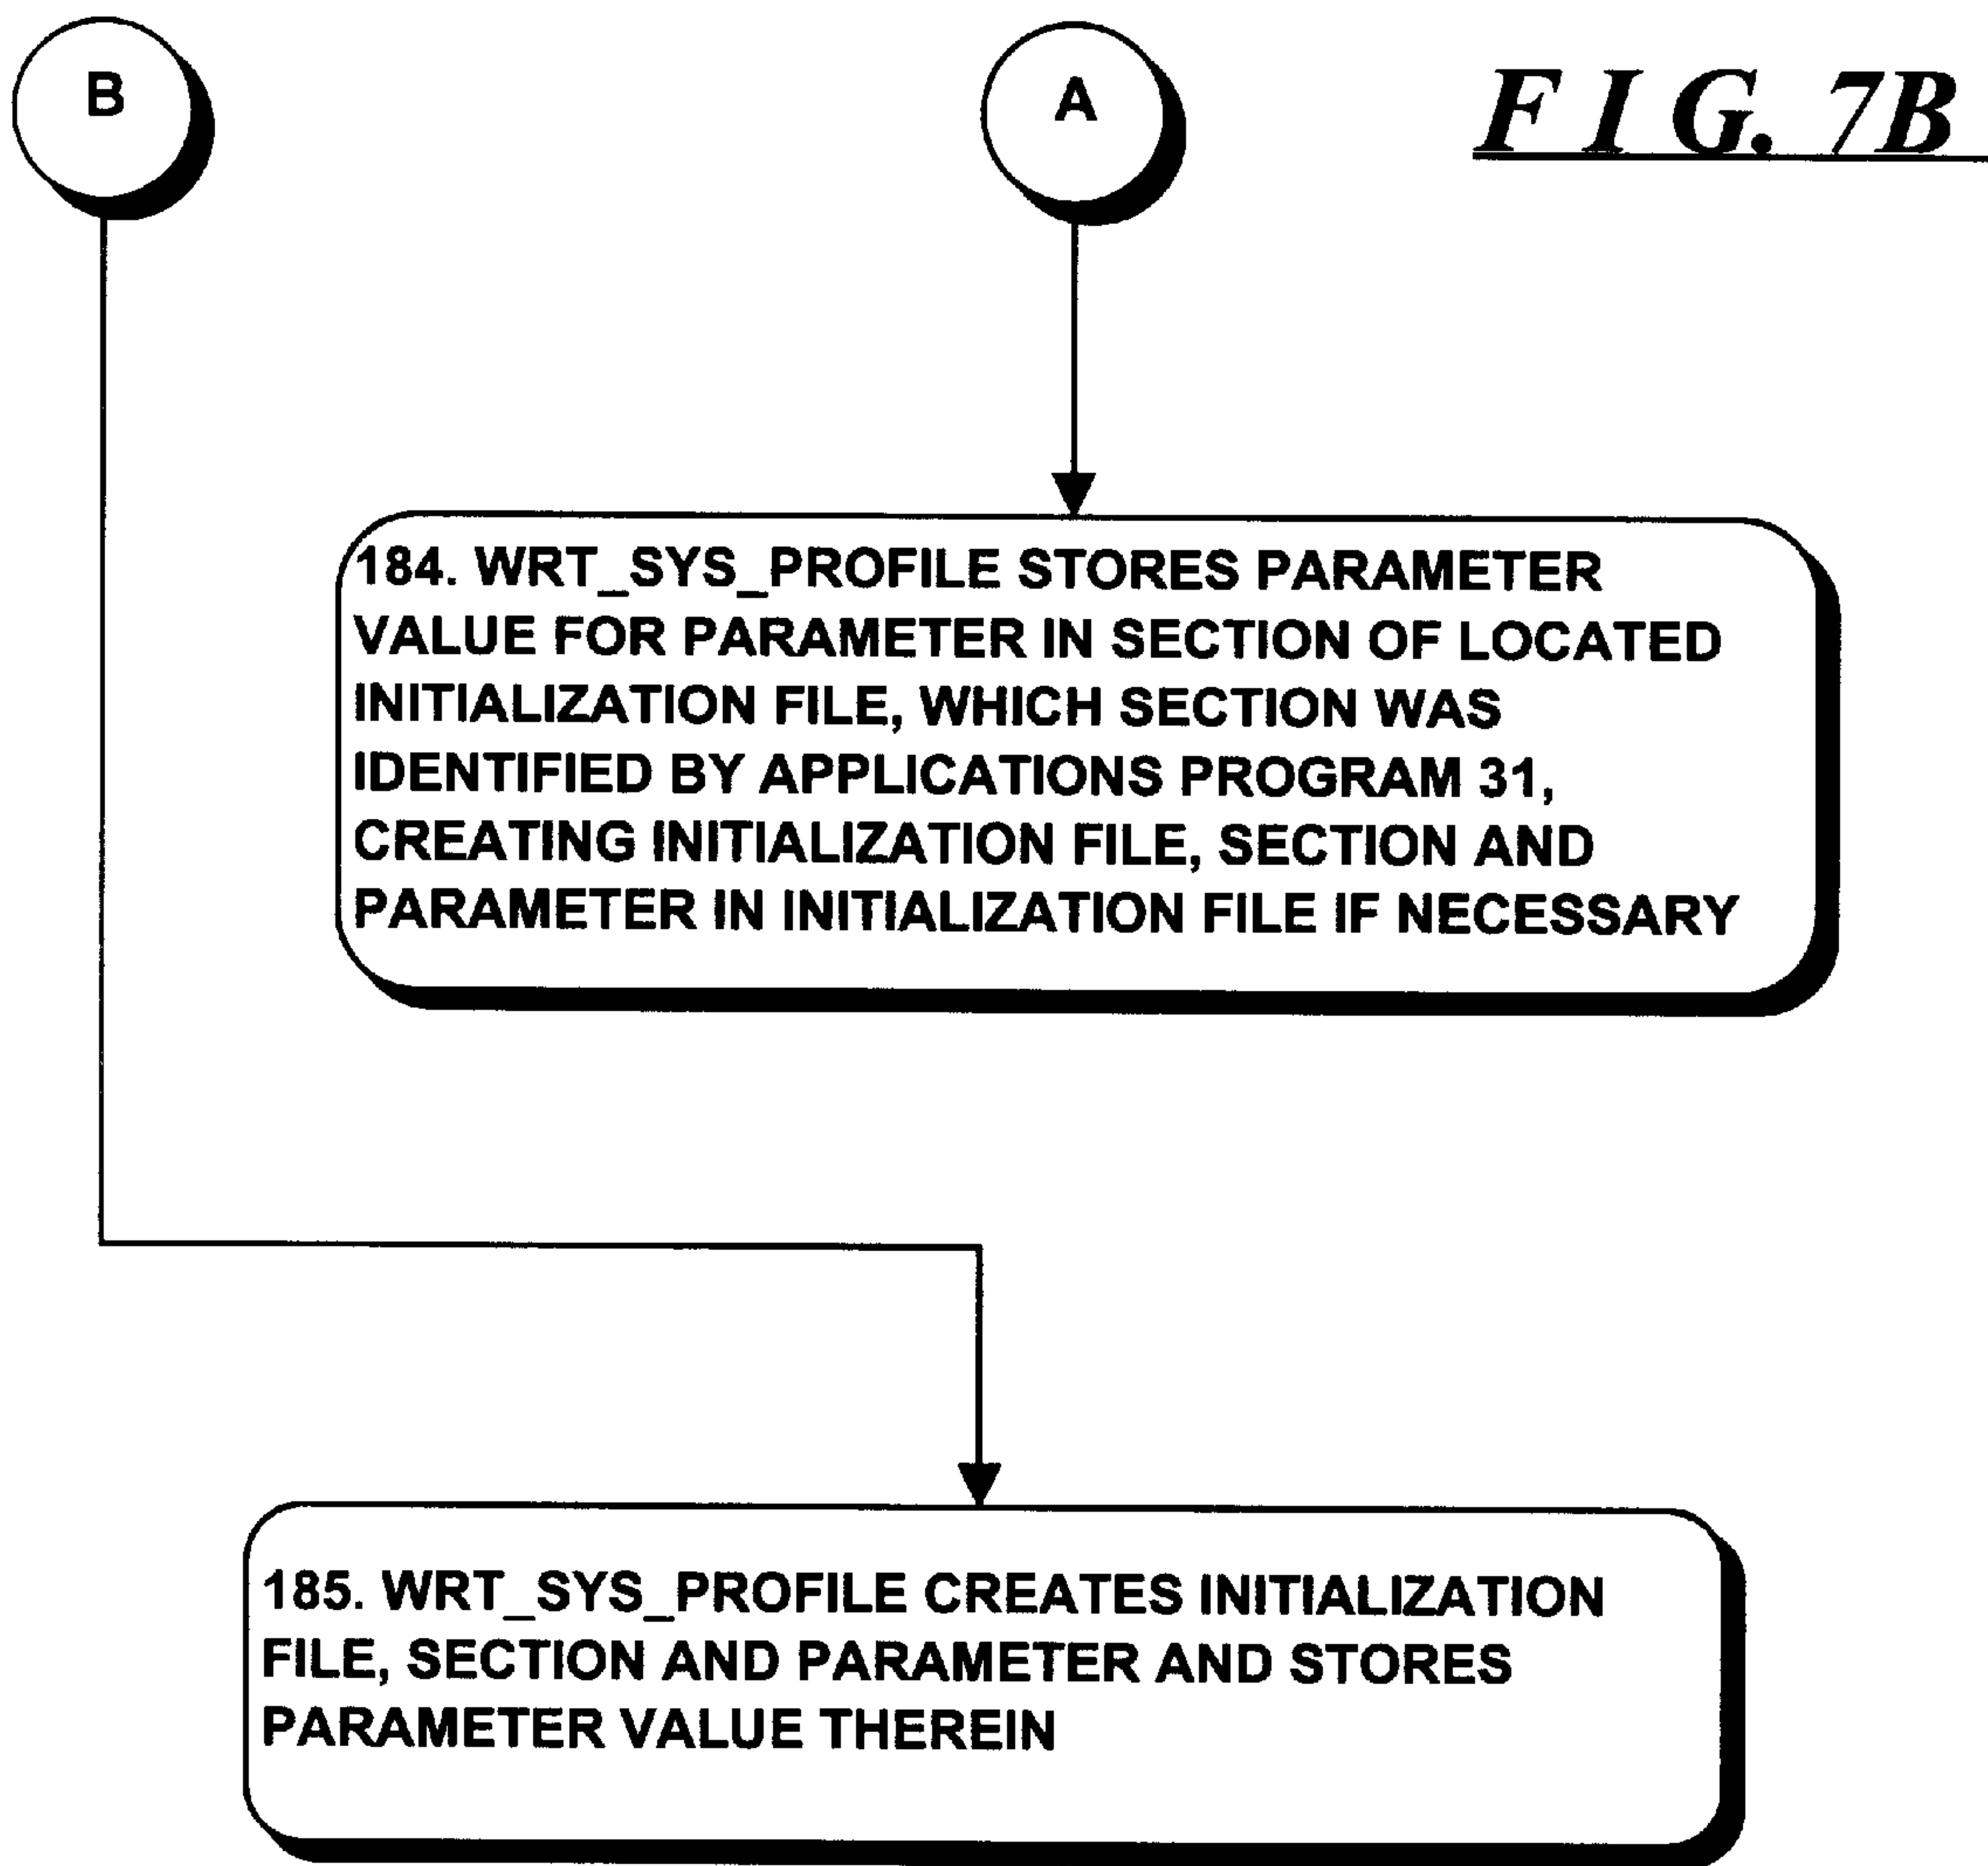 B
A
F I G. 7B
184. WRT_SYS_PROFILE STORES PARAMETER
VALUE FOR PARAMETER IN SECTION OF LOCATED
INITIALIZATION FILE, WHICH SECTION WAS
IDENTIFIED BY APPLICATIONS PROGRAM 31,
CREATING INITIALIZATION FILE, SECTION AND
PARAMETER IN INITIALIZATION FILE IF NECESSARY
185. WRT_SYS_PROFILE CREATES INITIALIZATION
FILE, SECTION AND PARAMETER AND STORES
PARAMETER VALUE THEREIN